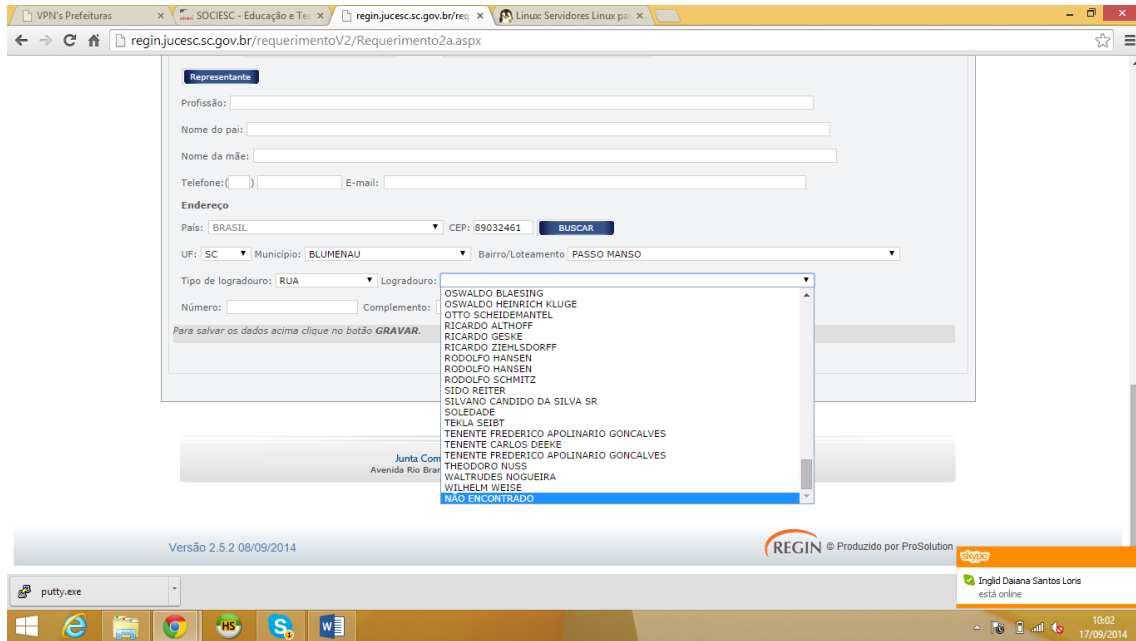 VPN's Prefeituras
SOCIESC - Educação e Tec
regin.jucesc.sc.gov.br/req
Linux: Servidores Linux par
regin.jucesc.sc.gov.br/requerimentoV2/Requerimento2a.aspx
Representante
Profissão:
Nome do pai:
Nome da mãe:
Telefone:( ) E-mail:
Endereço
País: BRASIL CEP: 89032461 BUSCAR
UF: SC Município: BLUMENAU Bairro/Loteamento PASSO MANSO
Tipo de logradouro: RUA Logradouro:
Número: Complemento:
Para salvar os dados acima clique no botão GRAVAR.
OSWALDO BLAESING
OSWALDO HEINRICH KLUGE
OTTO SCHEIDEMANTEL
RICARDO ALTHOFF
RICARDO GESKE
RICARDO ZIEHLSDORFF
RODOLFO HANSEN
RODOLFO HANSEN
RODOLFO SCHMITZ
SIDO REITER
SILVANO CANDIDO DA SILVA SR
SOLEDADE
TEKLA SEIBT
TENENTE FREDERICO APOLINARIO GONCALVES
TENENTE CARLOS DEEKE
TENENTE FREDERICO APOLINARIO GONCALVES
THEODORO NUSS
WALTRUDES NOGUEIRA
WILHELM WEISE
NÃO ENCONTRADO
Junta Com
Avenida Rio Bran
Versão 2.5.2 08/09/2014
REGIN © Produzido por ProSolution
skype
Inglid Daiana Santos Loris
está online
putty.exe
HS
10:02
17/09/2014